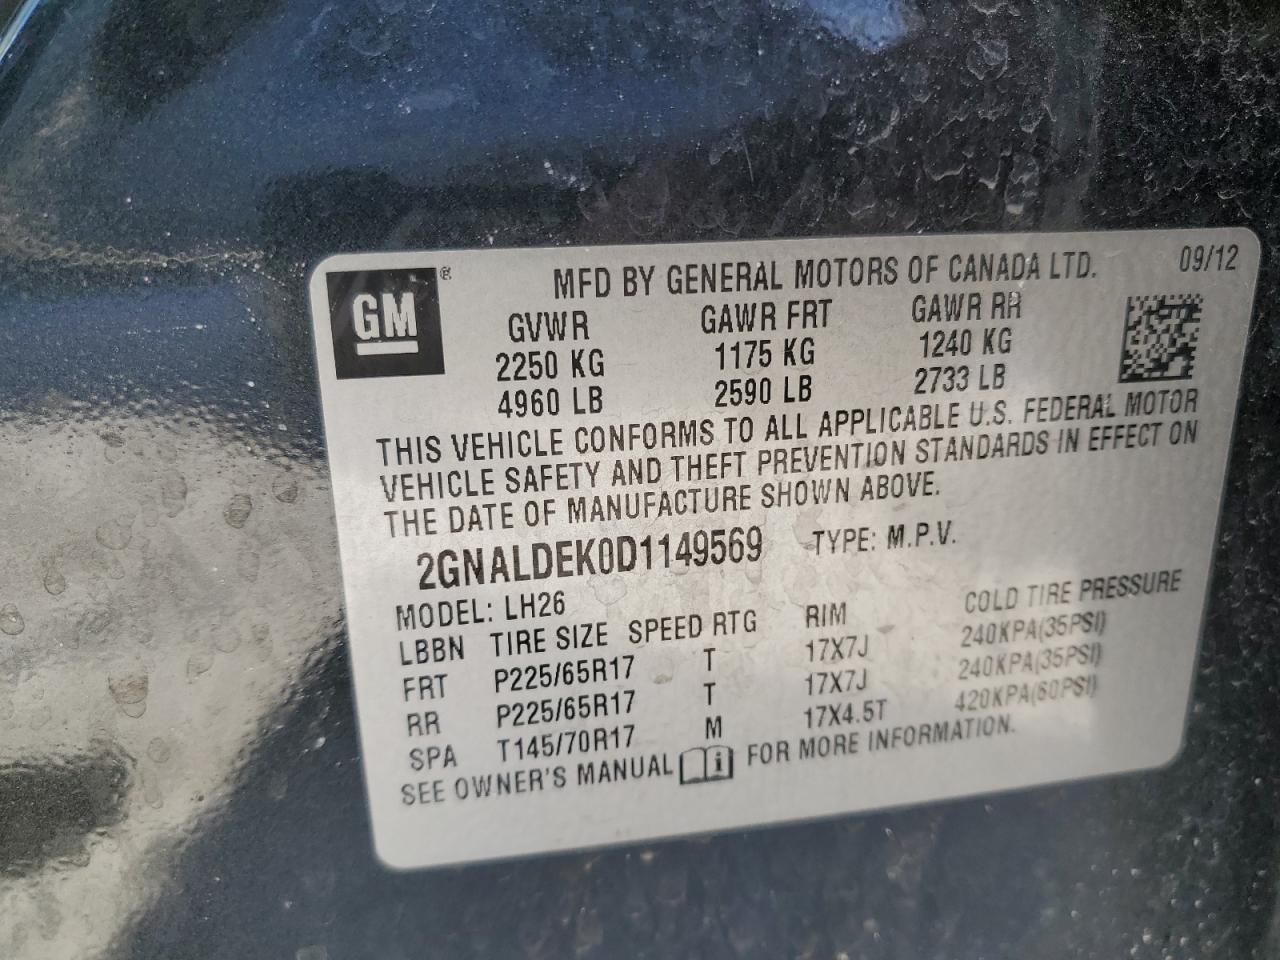 GM ®
MFD BY GENERAL MOTORS OF CANADA LTD. 09/12
GVWR GAWR FRT GAWR RR
2250 KG 1175 KG 1240 KG
4960 LB 2590 LB 2733 LB
THIS VEHICLE CONFORMS TO ALL APPLICABLE U.S. FEDERAL MOTOR
VEHICLE SAFETY AND THEFT PREVENTION STANDARDS IN EFFECT ON
THE DATE OF MANUFACTURE SHOWN ABOVE.
2GNALDEK0D1149569 TYPE: M.P.V.
MODEL: LH26
LBBN TIRE SIZE SPEED RTG RIM COLD TIRE PRESSURE
FRT P225/65R17 T 17X7J 240KPA(35PSI)
RR P225/65R17 T 17X7J 240KPA(35PSI)
SPA T145/70R17 M 17X4.5T 420KPA(60PSI)
SEE OWNER'S MANUAL i FOR MORE INFORMATION.